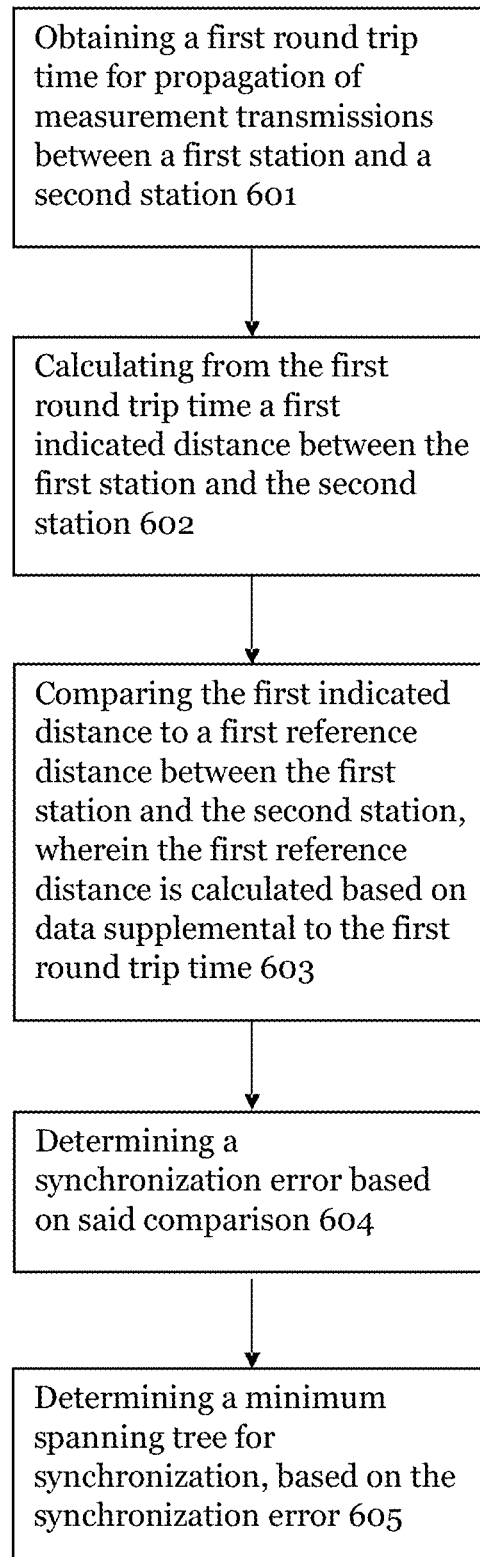 Obtaining a first round trip
time for propagation of
measurement transmissions
between a first station and a
second station 601
Calculating from the first
round trip time a first
indicated distance between the
first station and the second
station 602
Comparing the first indicated
distance to a first reference
distance between the first
station and the second station,
wherein the first reference
distance is calculated based on
data supplemental to the first
round trip time 603
Determining a
synchronization error based
on said comparison 604
Determining a minimum
spanning tree for
synchronization, based on the
synchronization error 605